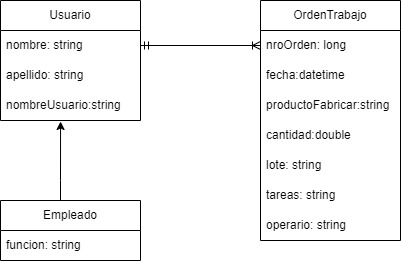 Usuario
nombre: string
apellido: string
nombreUsuario:string
OrdenTrabajo
nroOrden: long
fecha:datetime
productoFabricar:string
cantidad:double
lote: string
tareas: string
operario: string
Empleado
funcion: string